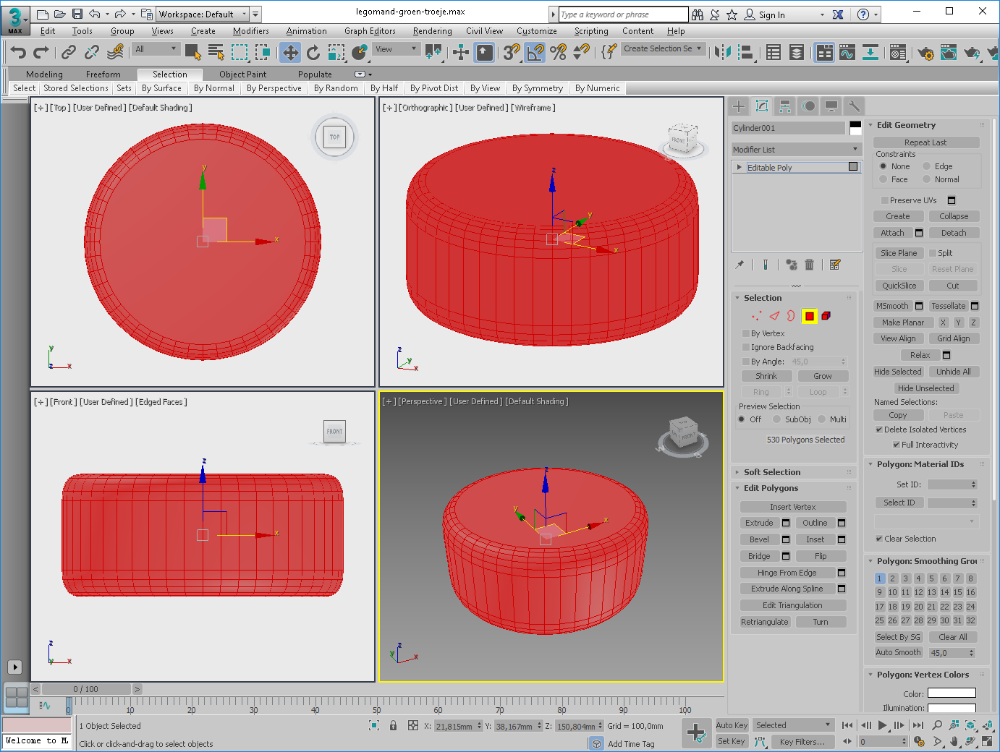 3
MAX
Workspace: Default
legomand-groen-troeje.max
Type a keyword or phrase
Sign In
Edit Tools Group Views Create Modifiers Animation Graph Editors Rendering Civil View Customize Scripting Content Help
All
View
Create Selection Se
Modeling Freeform Selection Object Paint Populate
Select Stored Selections Sets By Surface By Normal By Perspective By Random By Half By Pivot Dist By View By Symmetry By Numeric
[+] [Top] [User Defined] [Default Shading]
TOP
y
x
y
z x
[+] [Orthographic] [User Defined] [Wireframe]
FRONT
z
y
x
z
y
x
[+] [Front] [User Defined] [Edged Faces]
FRONT
z
x
z
y x
[+] [Perspective] [User Defined] [Default Shading]
FRONT
z
y
x
z
y
x
Cylinder001
Modifier List
Editable Poly
Selection
By Vertex
Ignore Backfacing
By Angle: 45,0
Shrink Grow
Ring Loop
Preview Selection
Off SubObj Multi
530 Polygons Selected
Soft Selection
Edit Polygons
Insert Vertex
Extrude Outline
Bevel Inset
Bridge Flip
Hinge From Edge
Extrude Along Spline
Edit Triangulation
Retriangulate Turn
Edit Geometry
Repeat Last
Constraints
None Edge
Face Normal
Preserve UVs
Create Collapse
Attach Detach
Slice Plane Split
Slice Reset Plane
QuickSlice Cut
MSmooth Tessellate
Make Planar X Y Z
View Align Grid Align
Relax
Hide Selected Unhide All
Hide Unselected
Named Selections:
Copy Paste
Delete Isolated Vertices
Full Interactivity
Polygon: Material IDs
Set ID:
Select ID
Clear Selection
Polygon: Smoothing Grou
1 2 3 4 5 6 7 8
9 10 11 12 13 14 15 16
17 18 19 20 21 22 23 24
25 26 27 28 29 30 31 32
Select By SG Clear All
Auto Smooth 45,0
Polygon: Vertex Colors
Color:
Illumination:
< 0 / 100 >
0 10 20 30 40 50 60 70 80 90 100
Welcome to M
1 Object Selected
Click or click-and-drag to select objects
X: 21,815mm Y: 38,167mm Z: 150,804mm Grid = 100,0mm
Add Time Tag
Auto Key Selected
Set Key Key Filters...
0